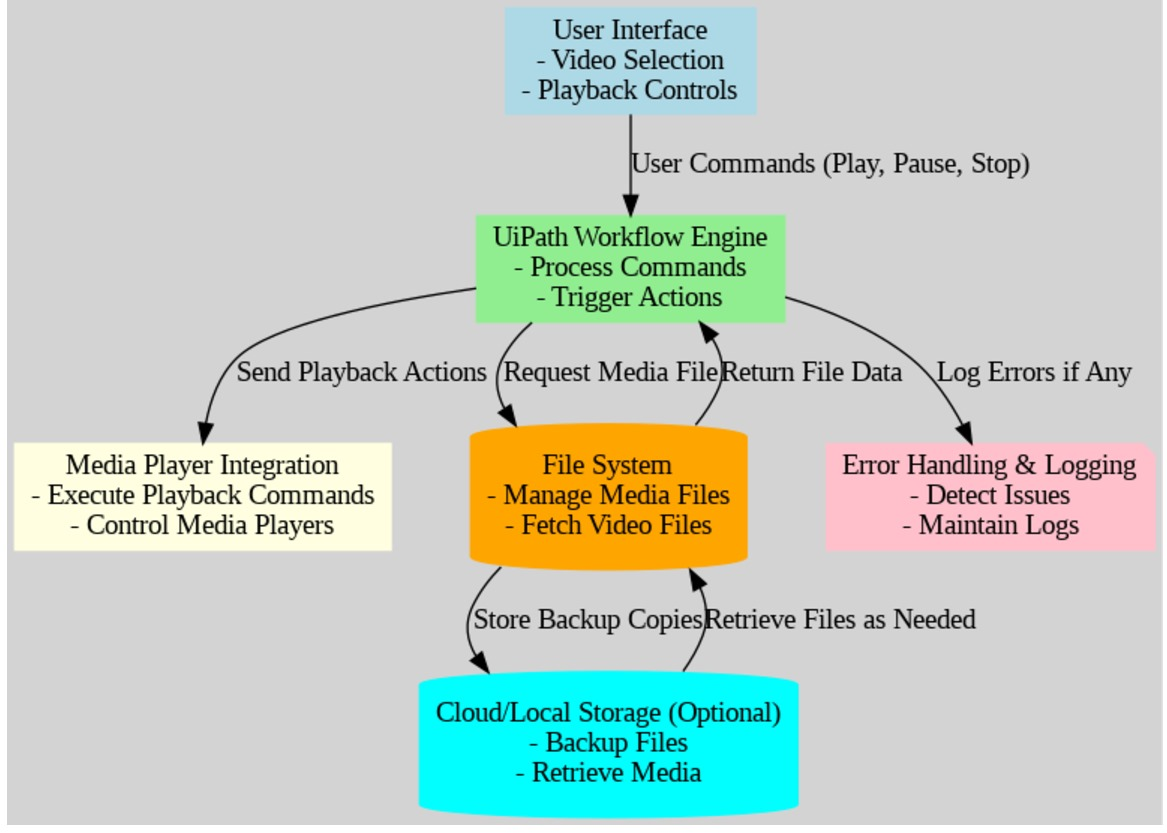 User Interface
- Video Selection
- Playback Controls
User Commands (Play, Pause, Stop)
UiPath Workflow Engine
- Process Commands
- Trigger Actions
Send Playback Actions
Request Media File
Return File Data
Log Errors if Any
Media Player Integration
- Execute Playback Commands
- Control Media Players
File System
- Manage Media Files
- Fetch Video Files
Error Handling & Logging
- Detect Issues
- Maintain Logs
Store Backup Copies
Retrieve Files as Needed
Cloud/Local Storage (Optional)
- Backup Files
- Retrieve Media